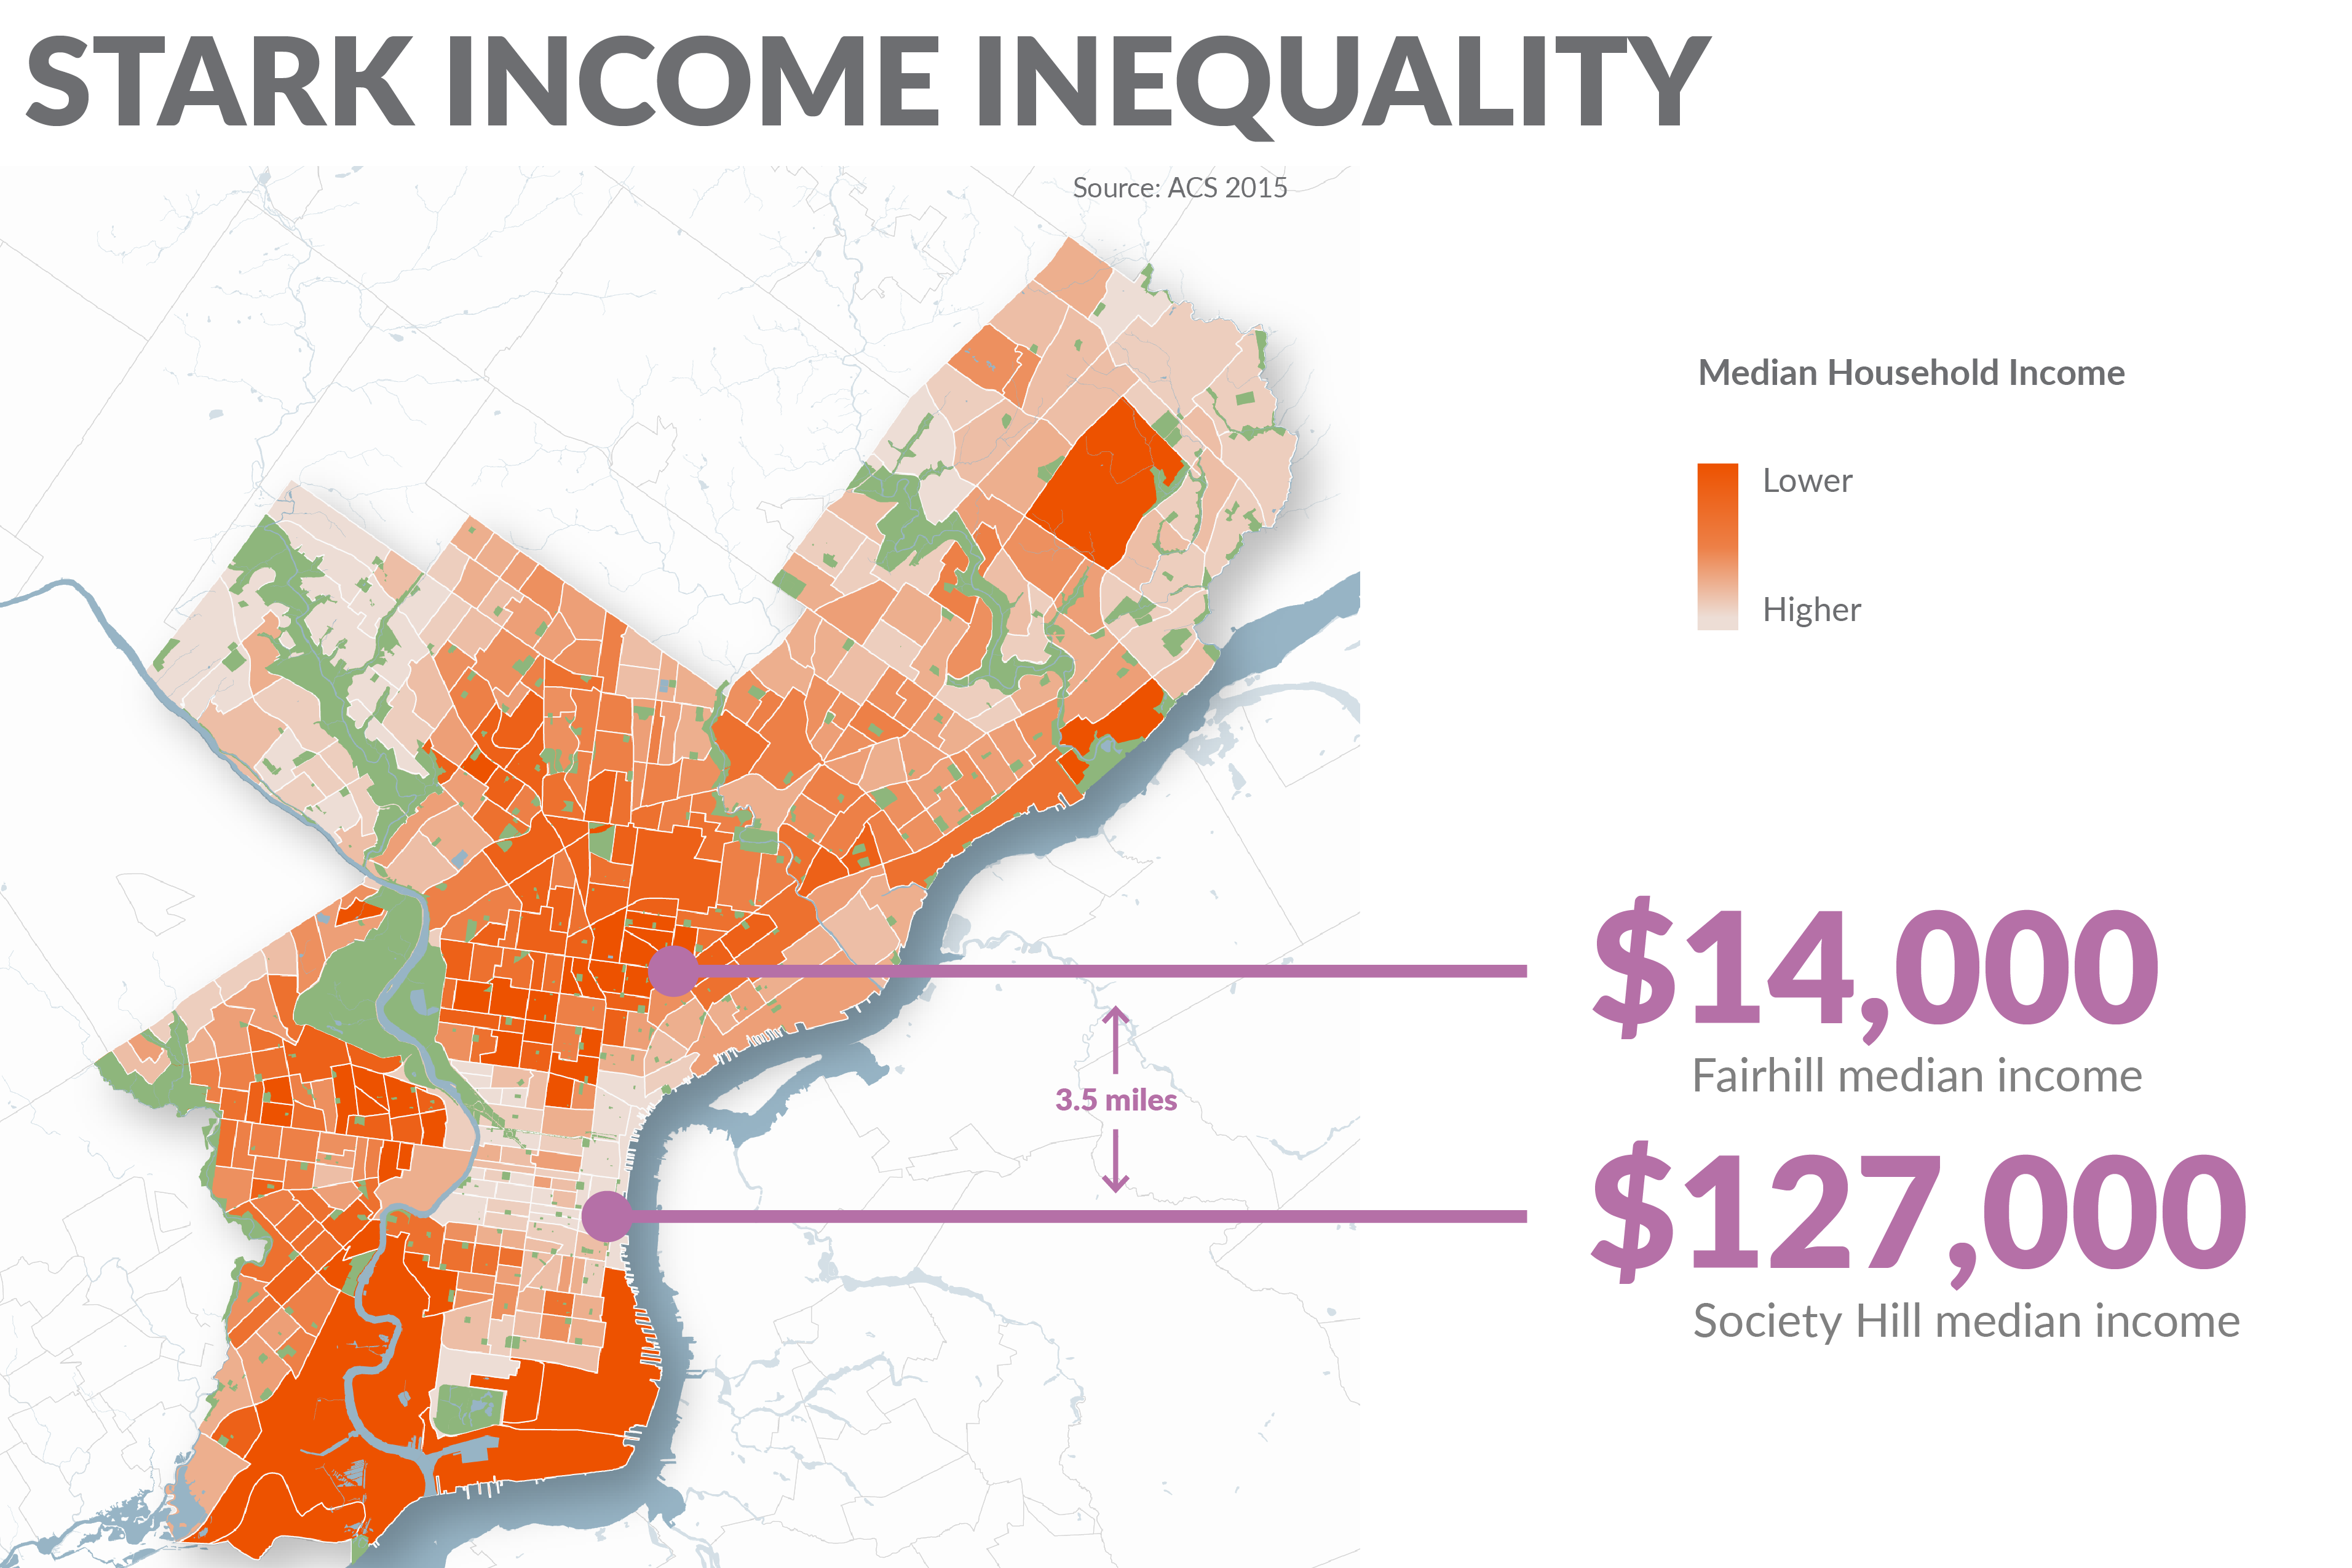 STARK INCOME INEQUALITY
Source: ACS 2015
Median Household Income
Lower
Higher
$14,000
Fairhill median income
3.5 miles
$127,000
Society Hill median income